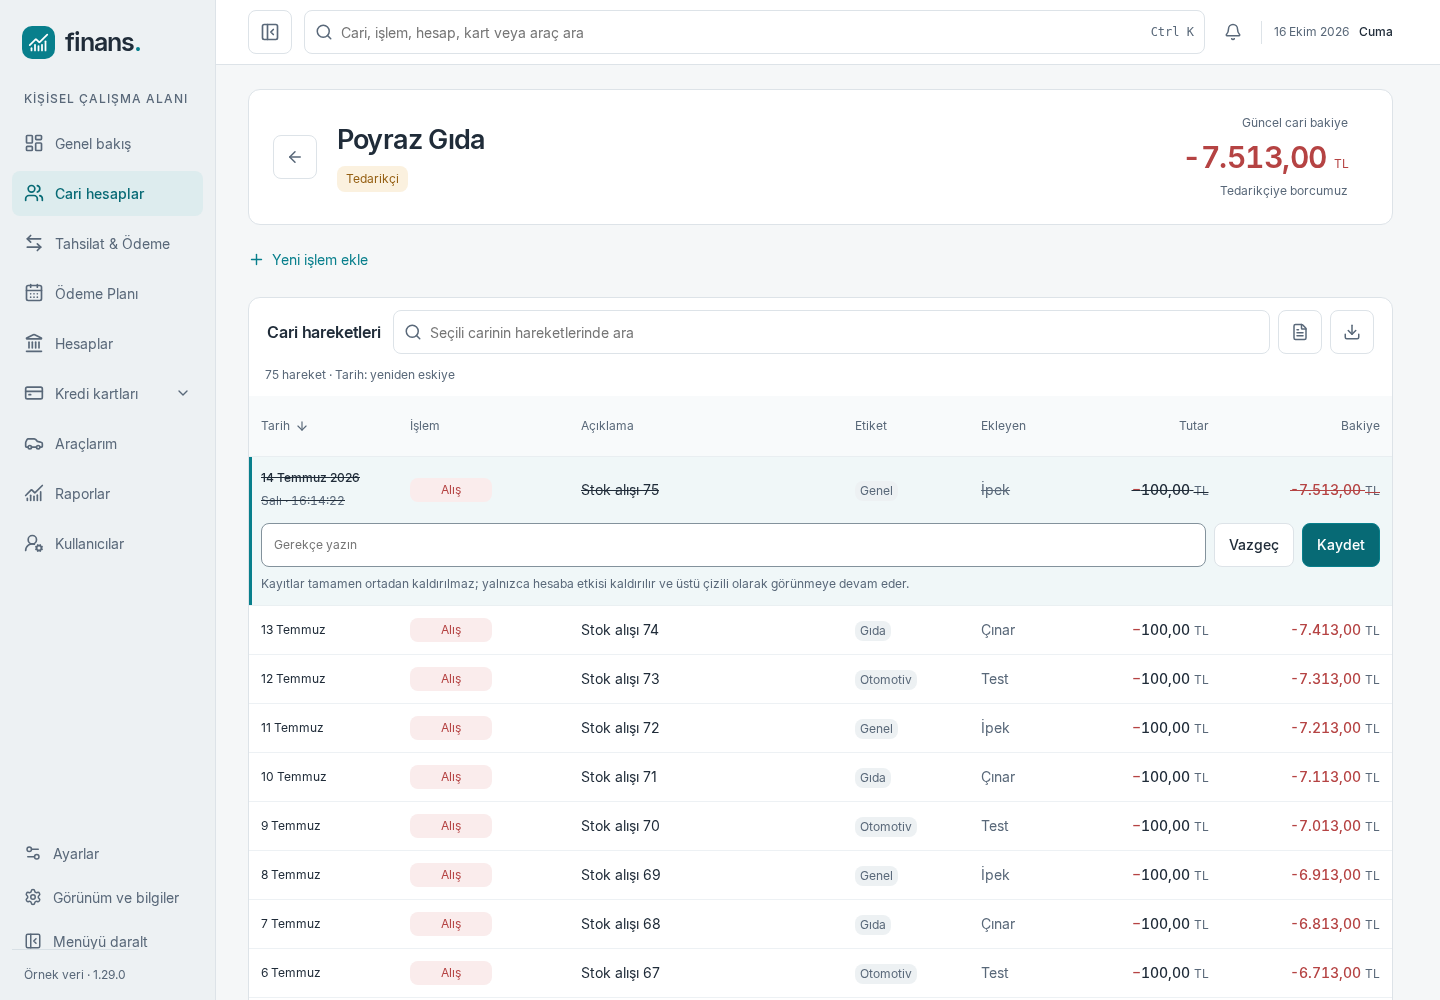 finans.
KİŞİSEL ÇALIŞMA ALANI
Genel bakış
Cari hesaplar
Tahsilat & Ödeme
Ödeme Planı
Hesaplar
Kredi kartları
Araçlarım
Raporlar
Kullanıcılar
Ayarlar
Görünüm ve bilgiler
Menüyü daralt
Örnek veri · 1.29.0
Cari, işlem, hesap, kart veya araç ara Ctrl K
16 Ekim 2026 Cuma
Poyraz Gıda
Tedarikçi
Güncel cari bakiye
-7.513,00 TL
Tedarikçiye borcumuz
Yeni işlem ekle
Cari hareketleri
Seçili carinin hareketlerinde ara
75 hareket · Tarih: yeniden eskiye
Tarih İşlem Açıklama Etiket Ekleyen Tutar Bakiye
14 Temmuz 2026
Salı · 16:14:22
Alış Stok alışı 75 Genel İpek −100,00 TL -7.513,00 TL
Gerekçe yazın
Vazgeç
Kaydet
Kayıtlar tamamen ortadan kaldırılmaz; yalnızca hesaba etkisi kaldırılır ve üstü çizili olarak görünmeye devam eder.
13 Temmuz Alış Stok alışı 74 Gıda Çınar −100,00 TL -7.413,00 TL
12 Temmuz Alış Stok alışı 73 Otomotiv Test −100,00 TL -7.313,00 TL
11 Temmuz Alış Stok alışı 72 Genel İpek −100,00 TL -7.213,00 TL
10 Temmuz Alış Stok alışı 71 Gıda Çınar −100,00 TL -7.113,00 TL
9 Temmuz Alış Stok alışı 70 Otomotiv Test −100,00 TL -7.013,00 TL
8 Temmuz Alış Stok alışı 69 Genel İpek −100,00 TL -6.913,00 TL
7 Temmuz Alış Stok alışı 68 Gıda Çınar −100,00 TL -6.813,00 TL
6 Temmuz Alış Stok alışı 67 Otomotiv Test −100,00 TL -6.713,00 TL